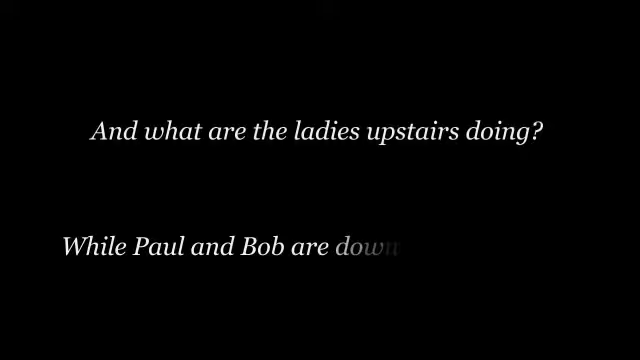 And what are the ladies upstairs doing?
While Paul and Bob are down